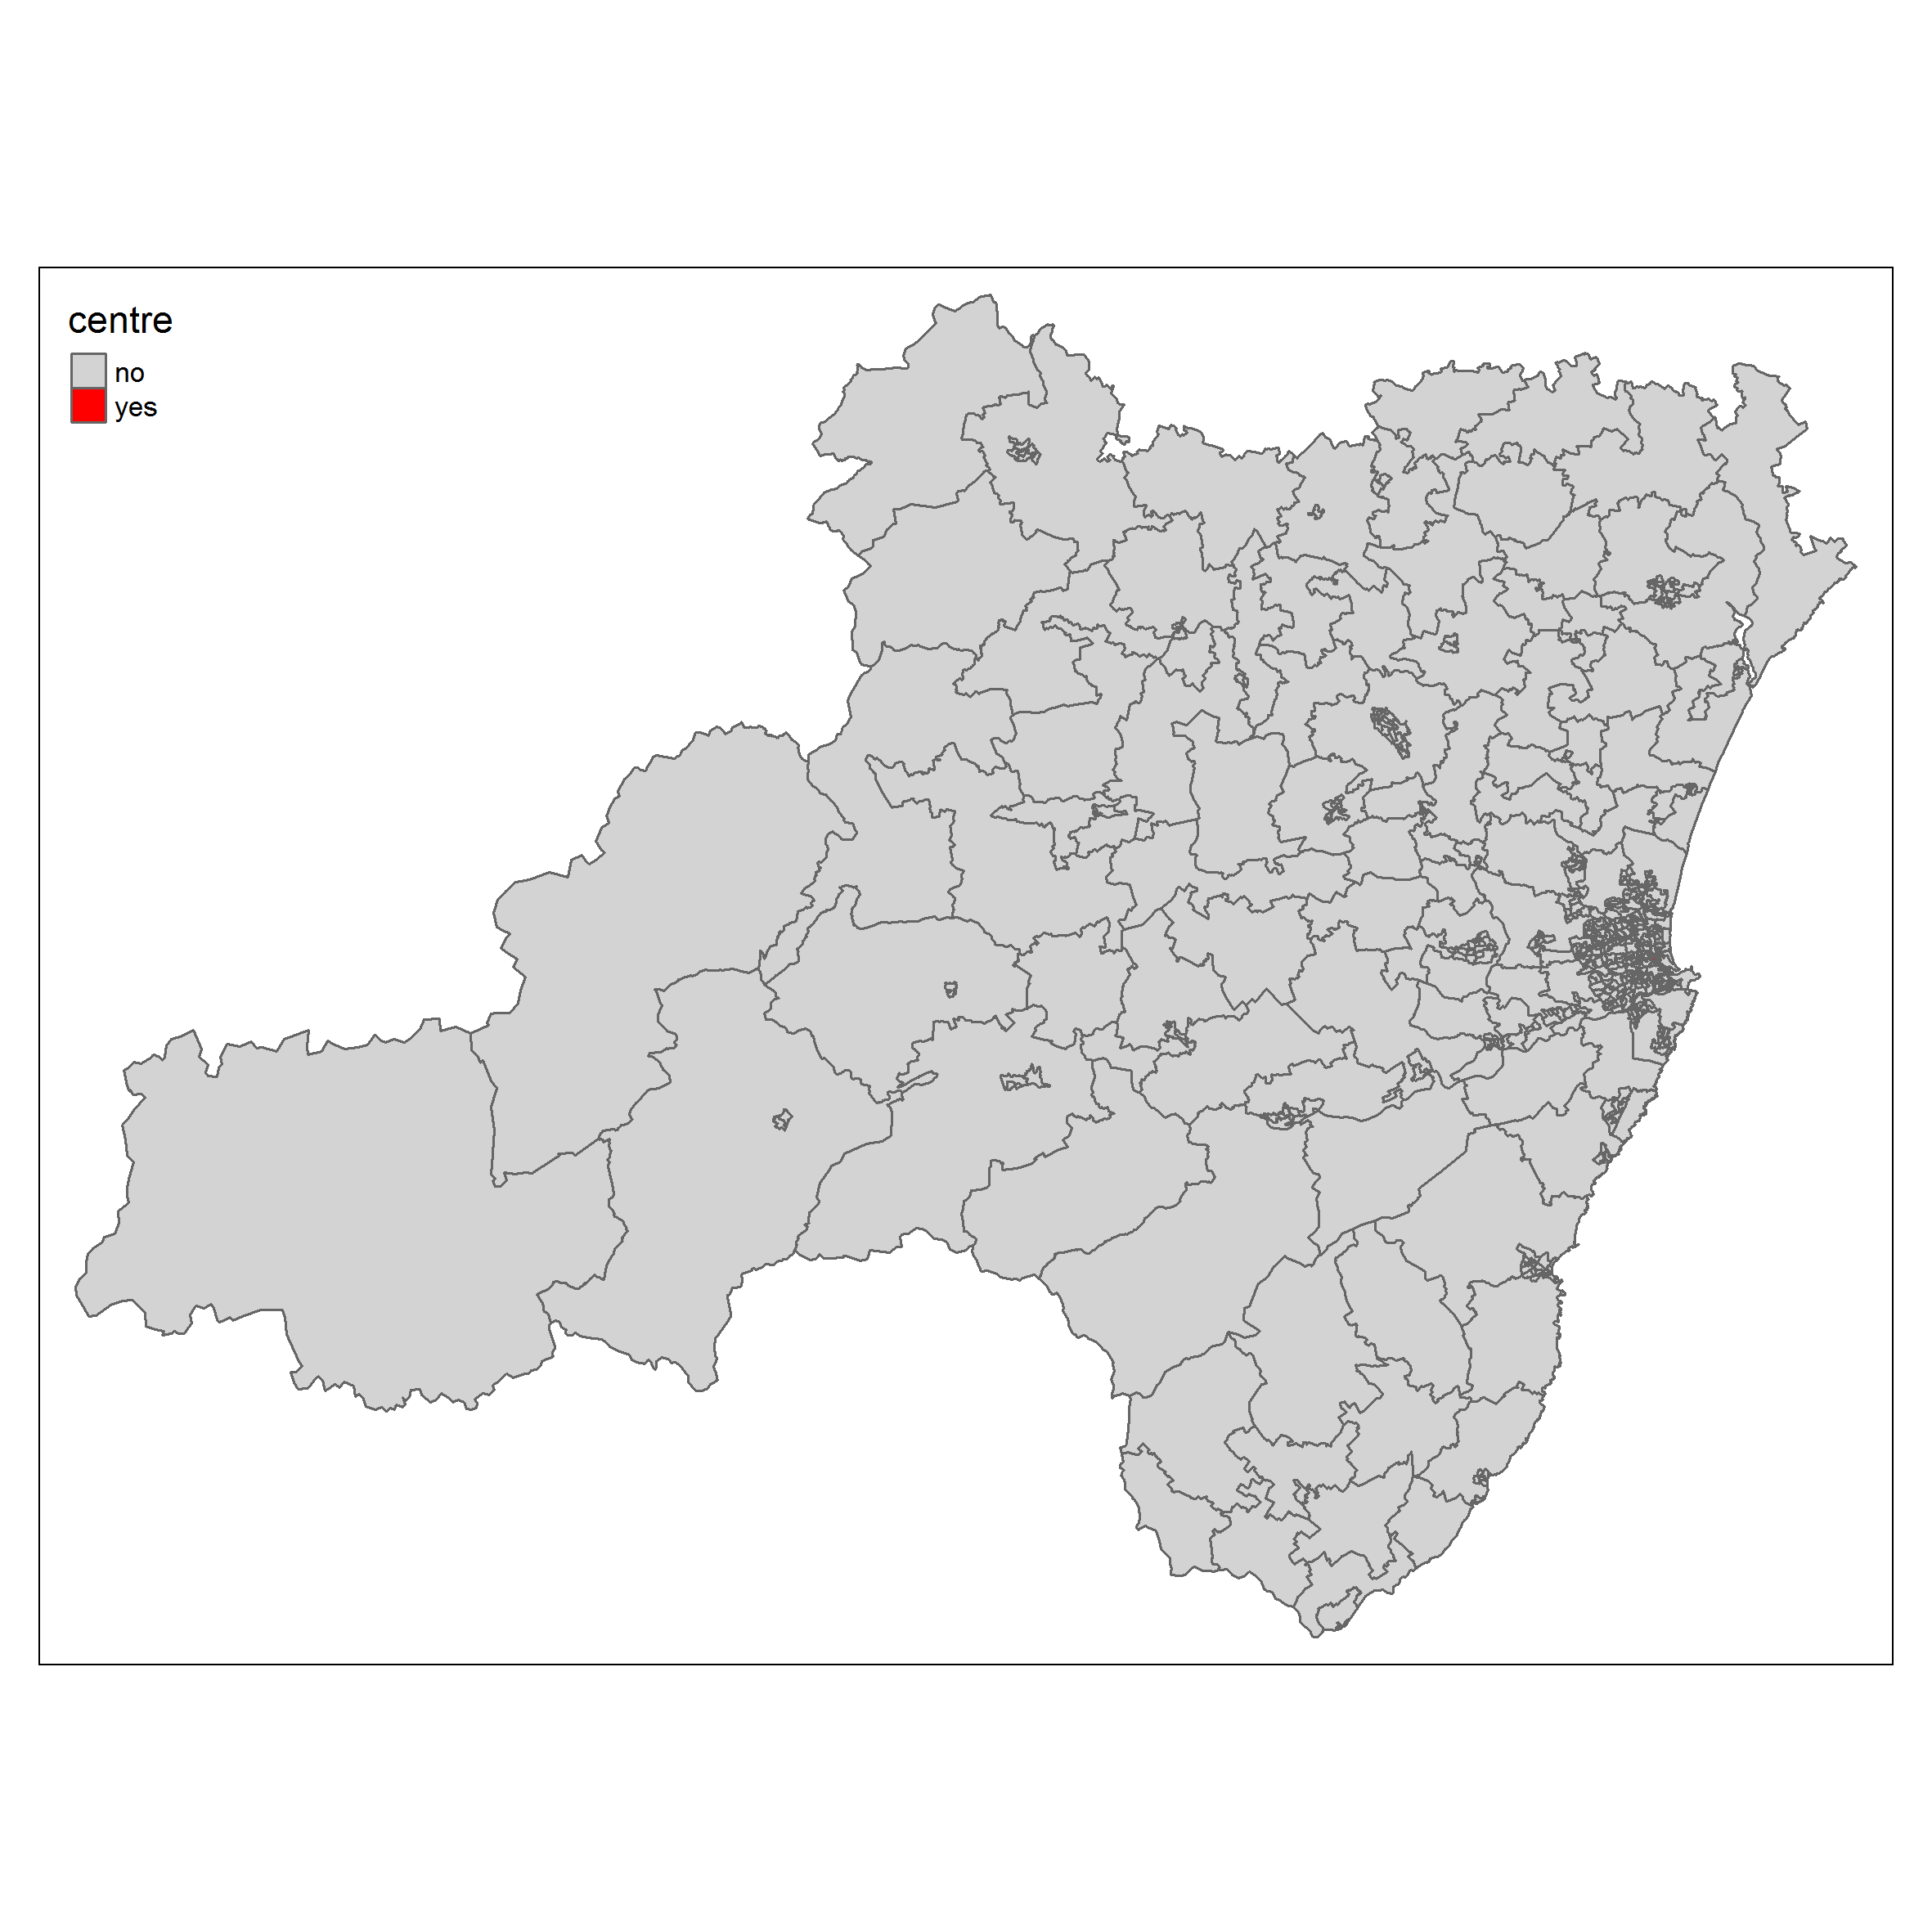 centre
no
yes